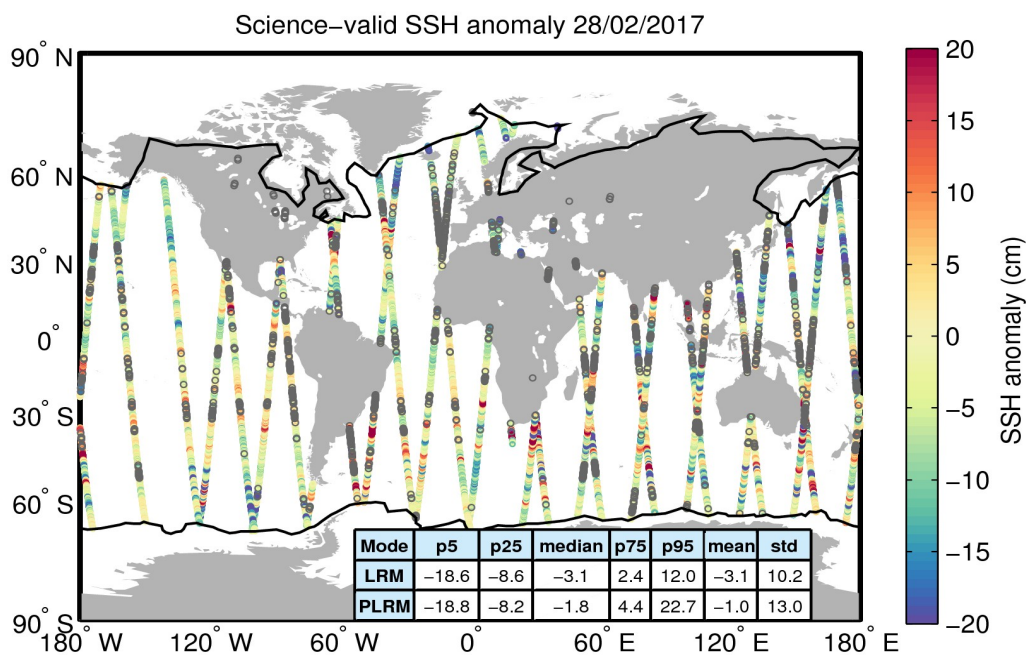 Science−valid SSH anomaly 28/02/2017
90° N
60° N
30° N
0°
30° S
60° S
90° S
180° W
120° W
60° W
0°
60° E
120° E
180° E
Mode p5 p25 median p75 p95 mean std
LRM −18.6 −8.6 −3.1 2.4 12.0 −3.1 10.2
PLRM −18.8 −8.2 −1.8 4.4 22.7 −1.0 13.0
20
15
10
5
0
−5
−10
−15
−20
SSH anomaly (cm)